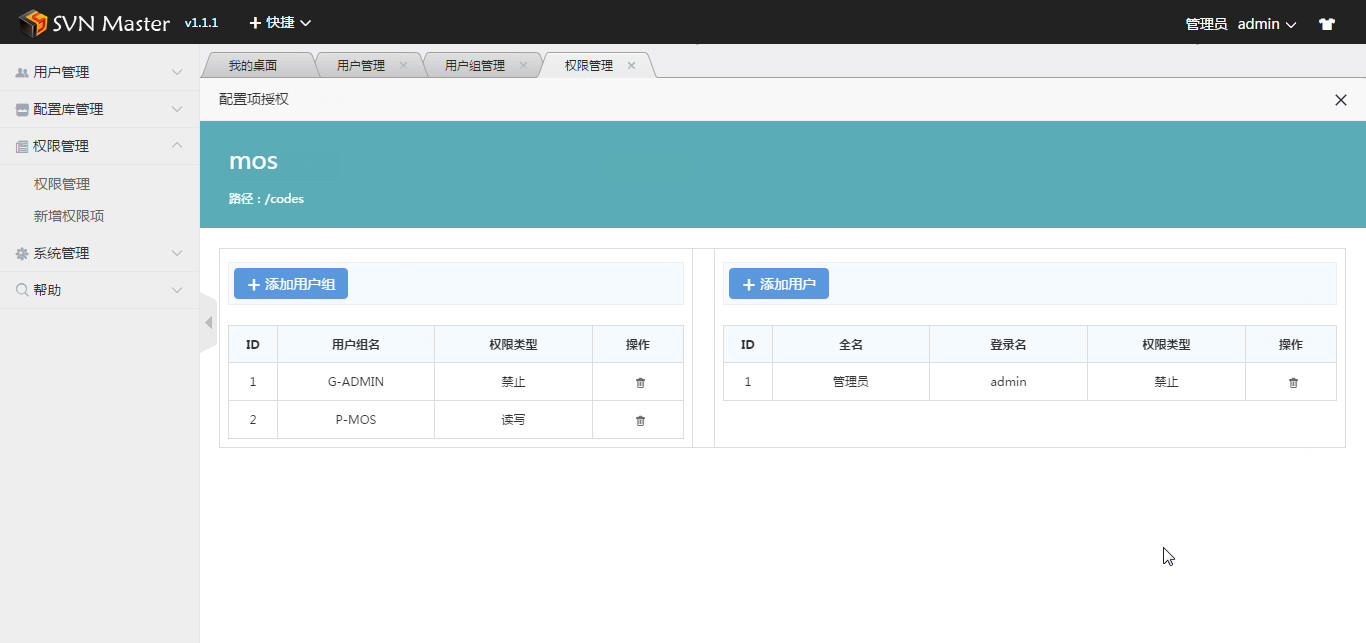 SVN Master v1.1.1 快捷 管理员 admin
用户管理
配置库管理
权限管理
权限管理
新增权限项
系统管理
帮助
我的桌面 用户管理 用户组管理 权限管理
配置项授权
mos
路径：/codes
添加用户组
ID 用户组名 权限类型 操作
1 G-ADMIN 禁止
2 P-MOS 读写
添加用户
ID 全名 登录名 权限类型 操作
1 管理员 admin 禁止